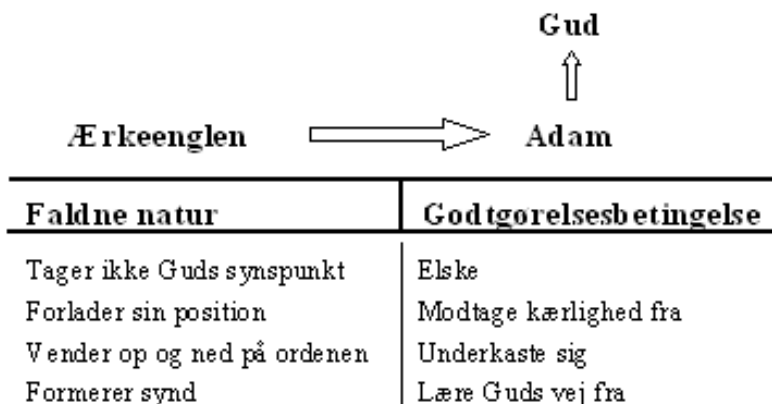 Gud
Ærkeenglen Adam
Faldne natur Godtgørelsesbetingelse
Tager ikke Guds synspunkt Elske
Forlader sin position Modtage kærlighed fra
Vender op og ned på ordenen Underkaste sig
Formerer synd Lære Guds vej fra